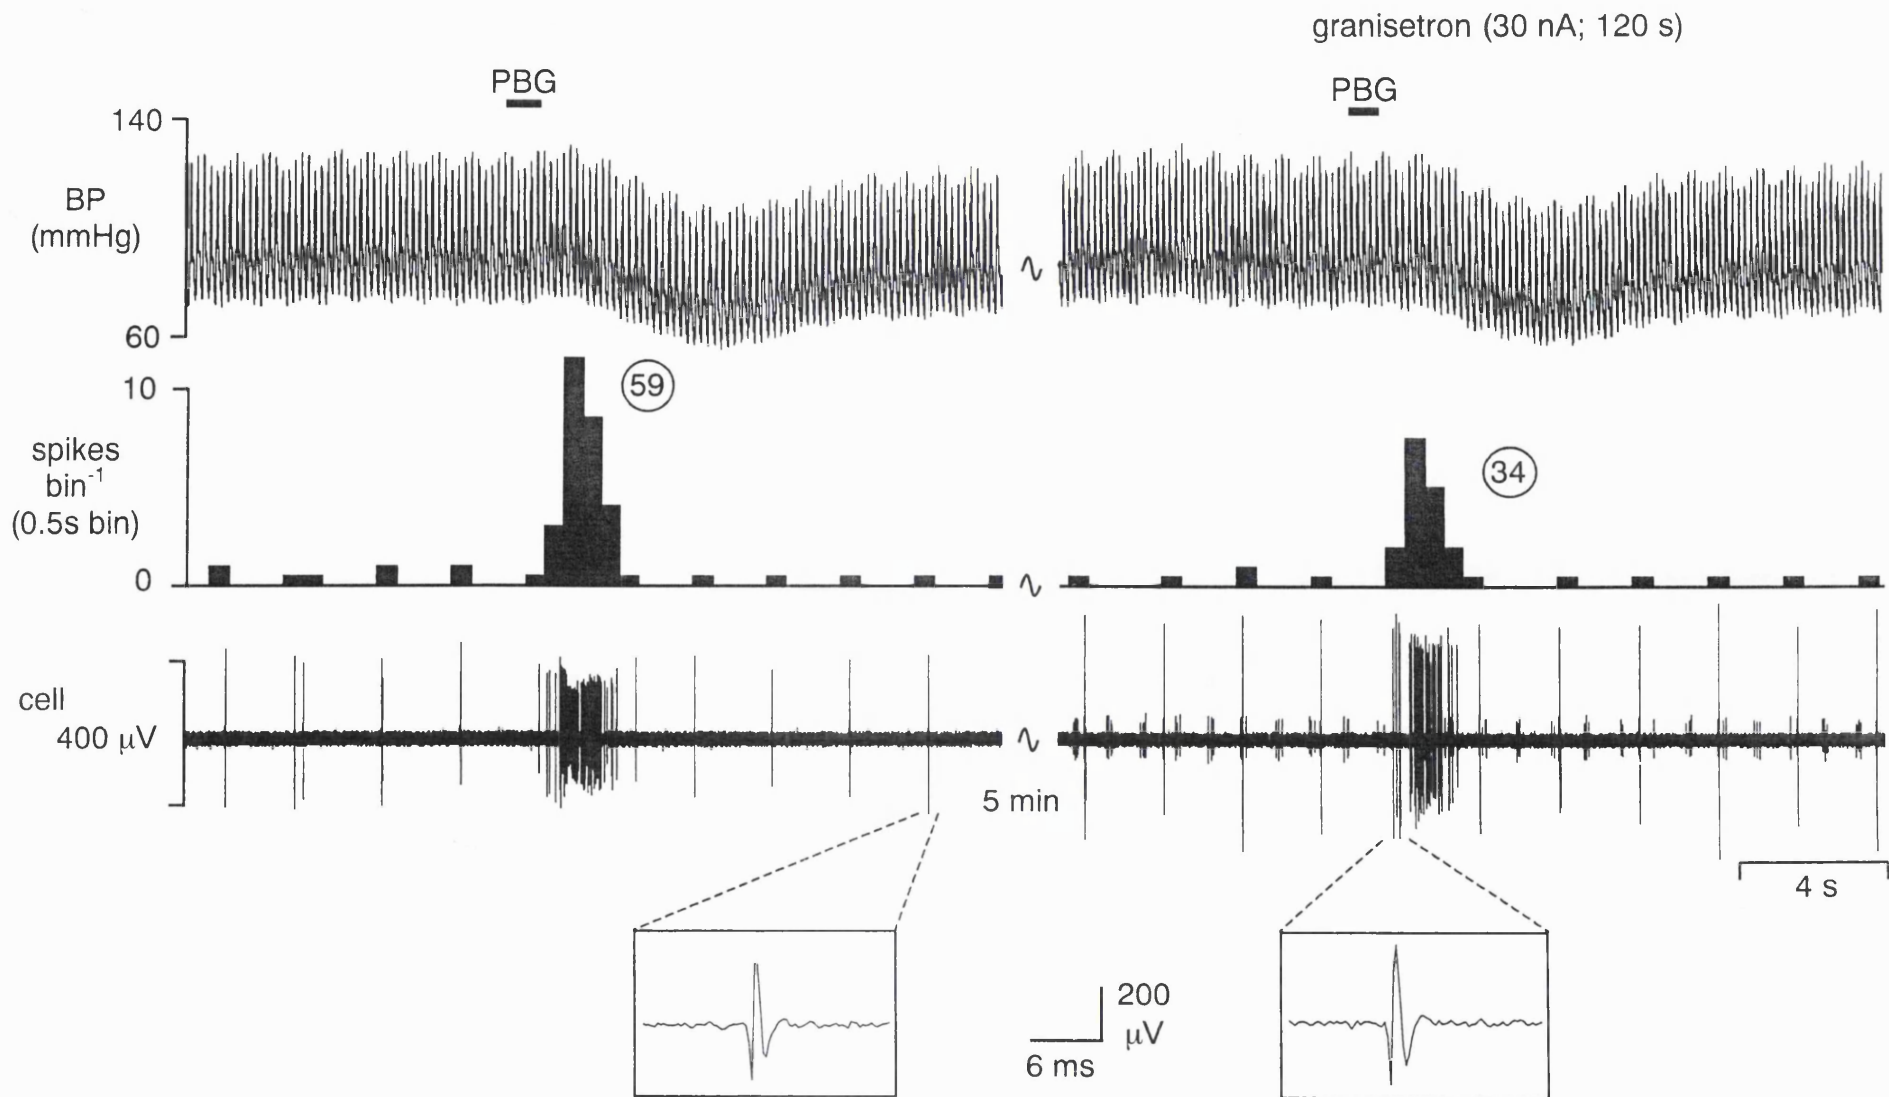 granisetron (30 nA; 120 s)
PBG
PBG
140
BP
(mmHg)
60
10
59
spikes
bin-1
(0.5s bin)
34
0
cell
400 µV
5 min
4 s
200
µV
6 ms